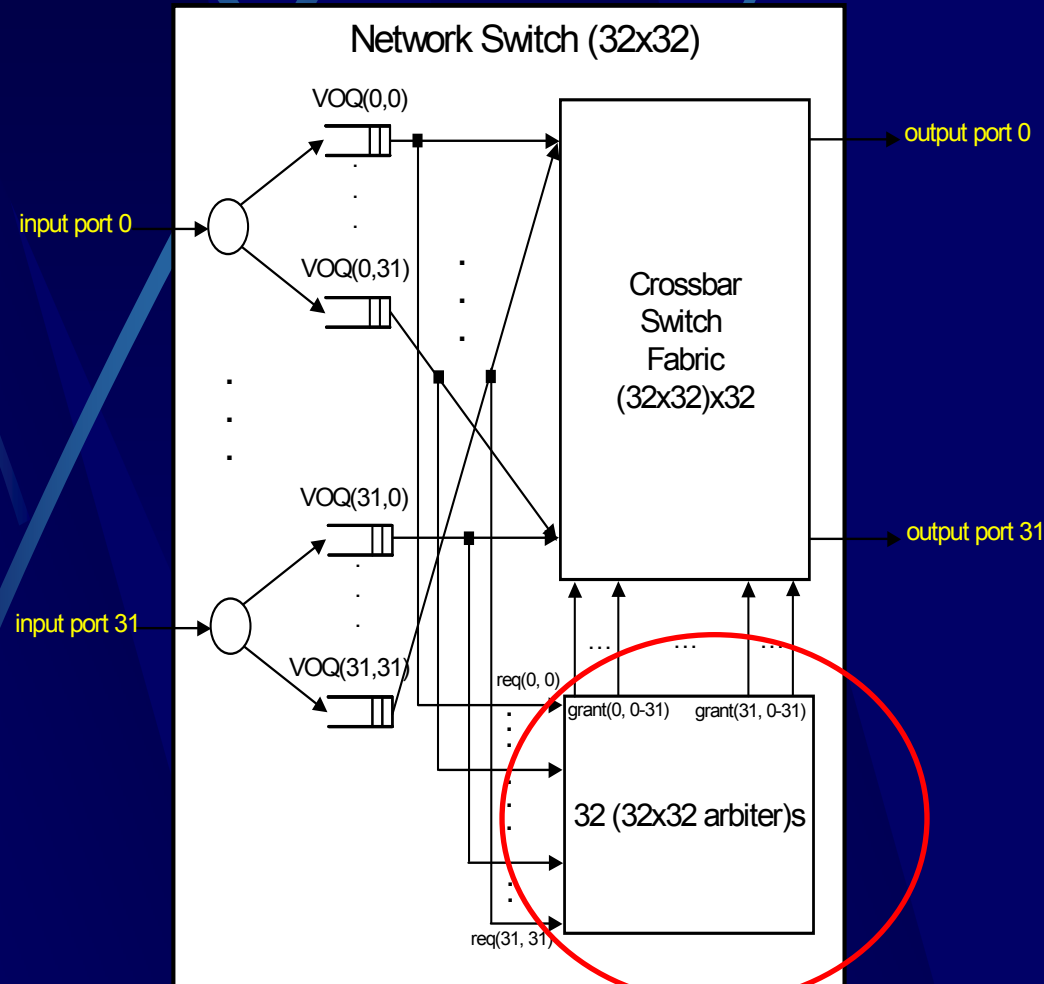 Network Switch (32x32)
VOQ(0,0)
output port 0
input port 0
VOQ(0,31)
Crossbar
Switch
Fabric
(32x32)x32
VOQ(31,0)
output port 31
input port 31
VOQ(31,31)
req(0, 0)
grant(0, 0-31) grant(31, 0-31)
32 (32x32 arbiter)s
req(31, 31)